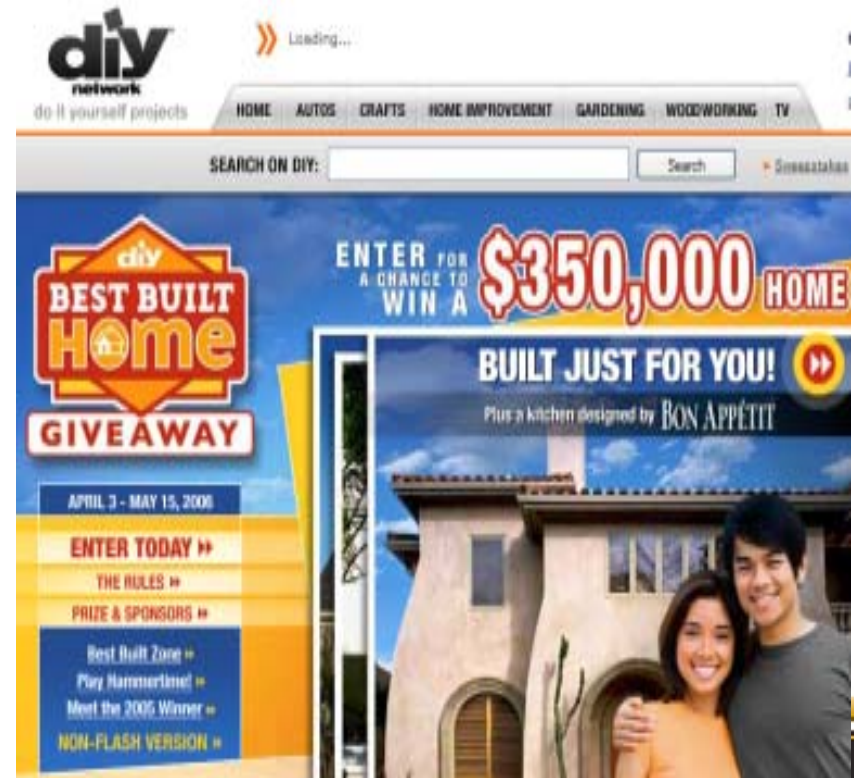 diy
network
do it yourself projects
Loading...
HOME AUTOS CRAFTS HOME IMPROVEMENT GARDENING WOODWORKING TV
SEARCH ON DIY:
Search
Sweepstakes
diy
BEST BUILT
Home
GIVEAWAY
ENTER FOR
A CHANCE TO
WIN A
$350,000 HOME
BUILT JUST FOR YOU!
Plus a kitchen designed by BON APPÉTIT
APRIL 3 - MAY 15, 2006
ENTER TODAY
THE RULES
PRIZE & SPONSORS
Best Built Zone
Play Hammertime!
Meet the 2005 Winner
NON-FLASH VERSION